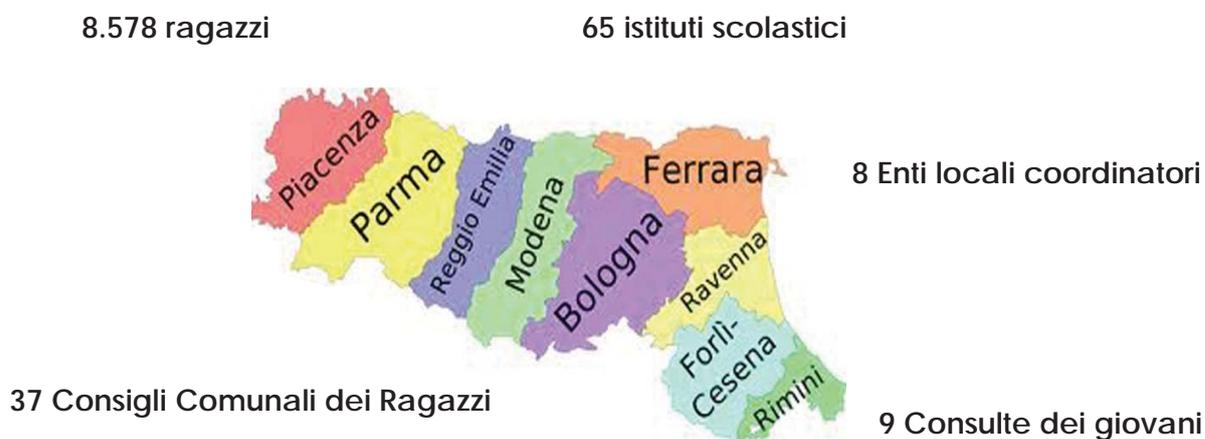 8.578 ragazzi
65 istituti scolastici
Piacenza
Parma
Reggio Emilia
Modena
Bologna
Ferrara
Ravenna
Forlì-
Cesena
Rimini
8 Enti locali coordinatori
37 Consigli Comunali dei Ragazzi
9 Consulte dei giovani